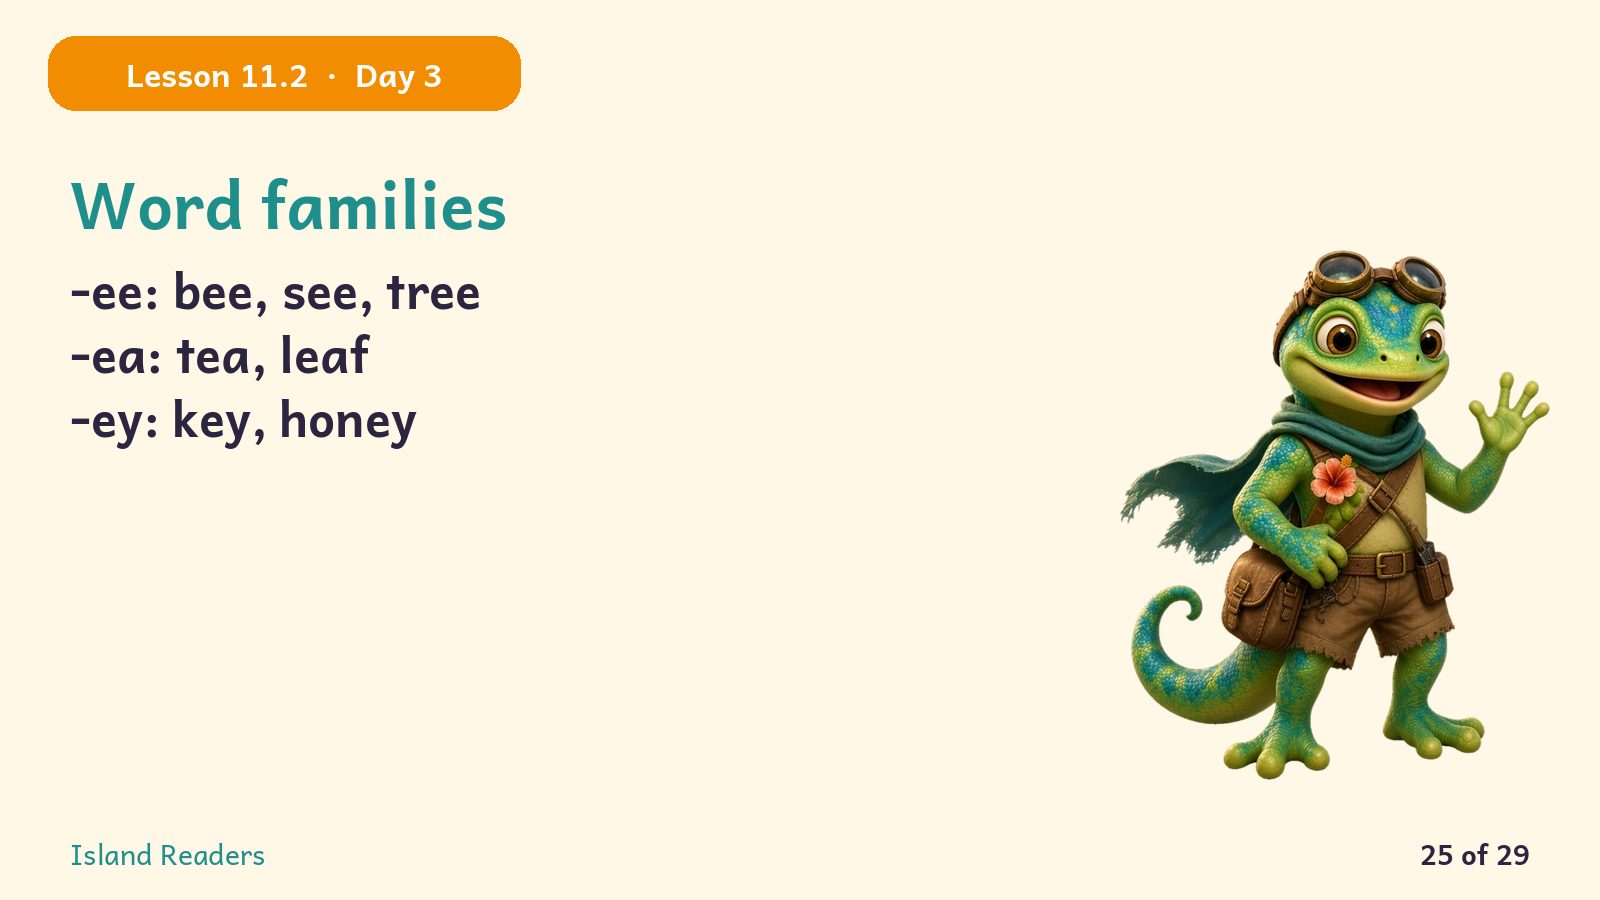 Lesson 11.2 · Day 3
Word families
-ee: bee, see, tree
-ea: tea, leaf
-ey: key, honey
Island Readers
25 of 29